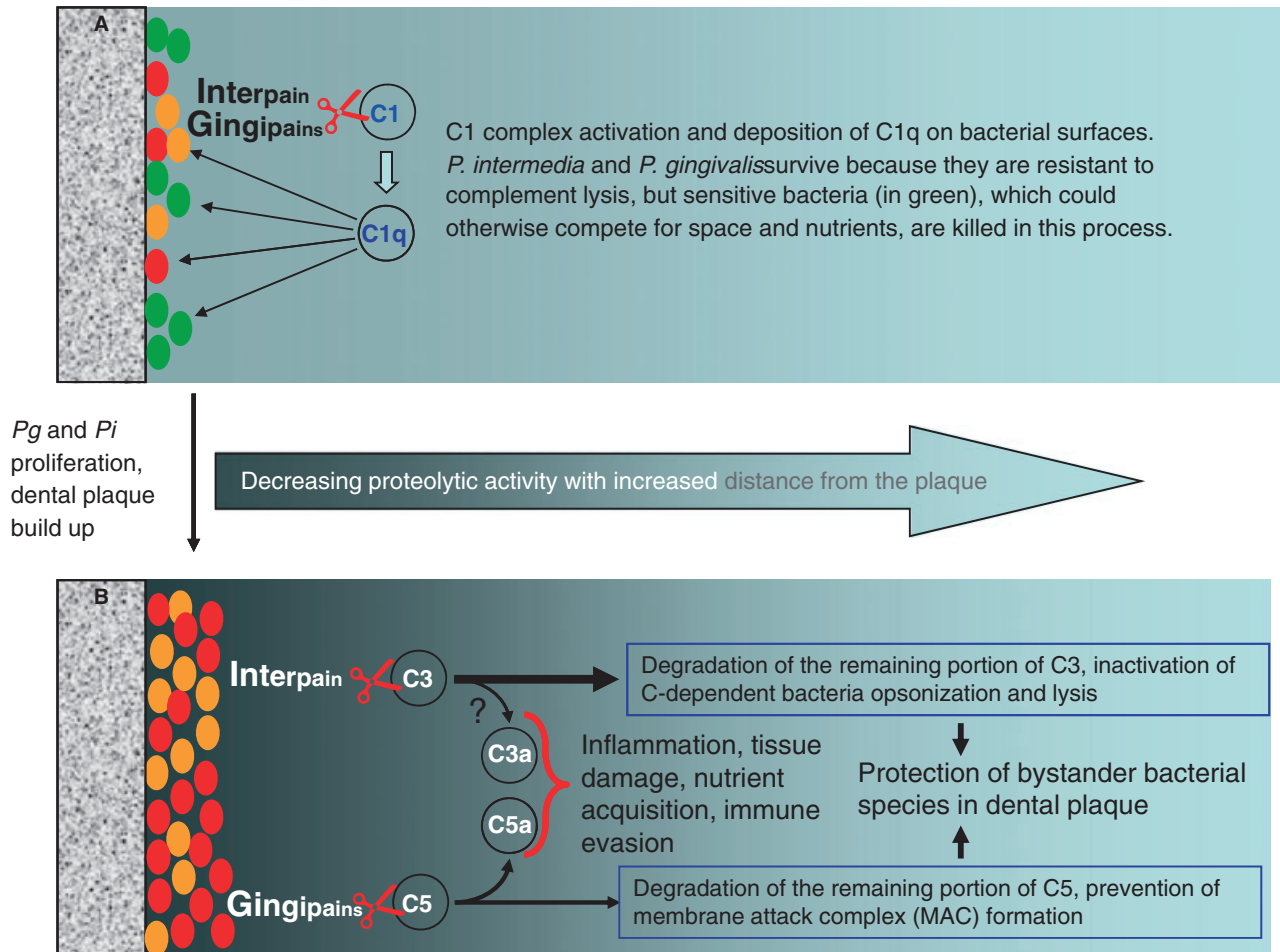 A
Interpain
Gingipains
C1
C1q
C1 complex activation and deposition of C1q on bacterial surfaces.
P. intermedia and P. gingivalissurvive because they are resistant to
complement lysis, but sensitive bacteria (in green), which could
otherwise compete for space and nutrients, are killed in this process.
Pg and Pi
proliferation,
dental plaque
build up
Decreasing proteolytic activity with increased distance from the plaque
B
Interpain
C3
?
C3a
C5a
Gingipains
C5
Inflammation, tissue
damage, nutrient
acquisition, immune
evasion
Degradation of the remaining portion of C3, inactivation of
C-dependent bacteria opsonization and lysis
Protection of bystander bacterial
species in dental plaque
Degradation of the remaining portion of C5, prevention of
membrane attack complex (MAC) formation